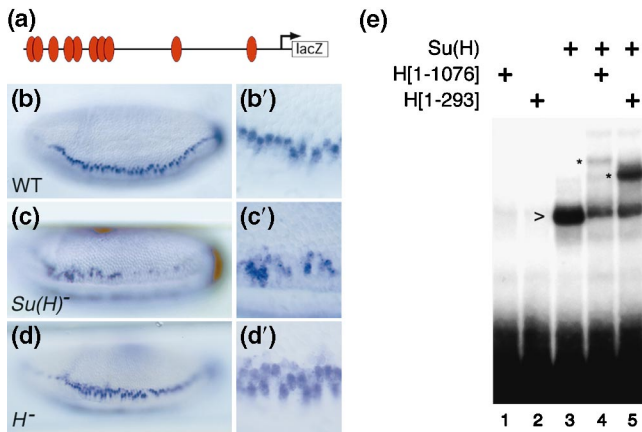 (a)
lacZ
(b)
WT
(b′)
(c)
Su(H)⁻
(c′)
(d)
H⁻
(d′)
(e)
Su(H) + + +
H[1-1076] + +
H[1-293] + +
*
*
>
1 2 3 4 5